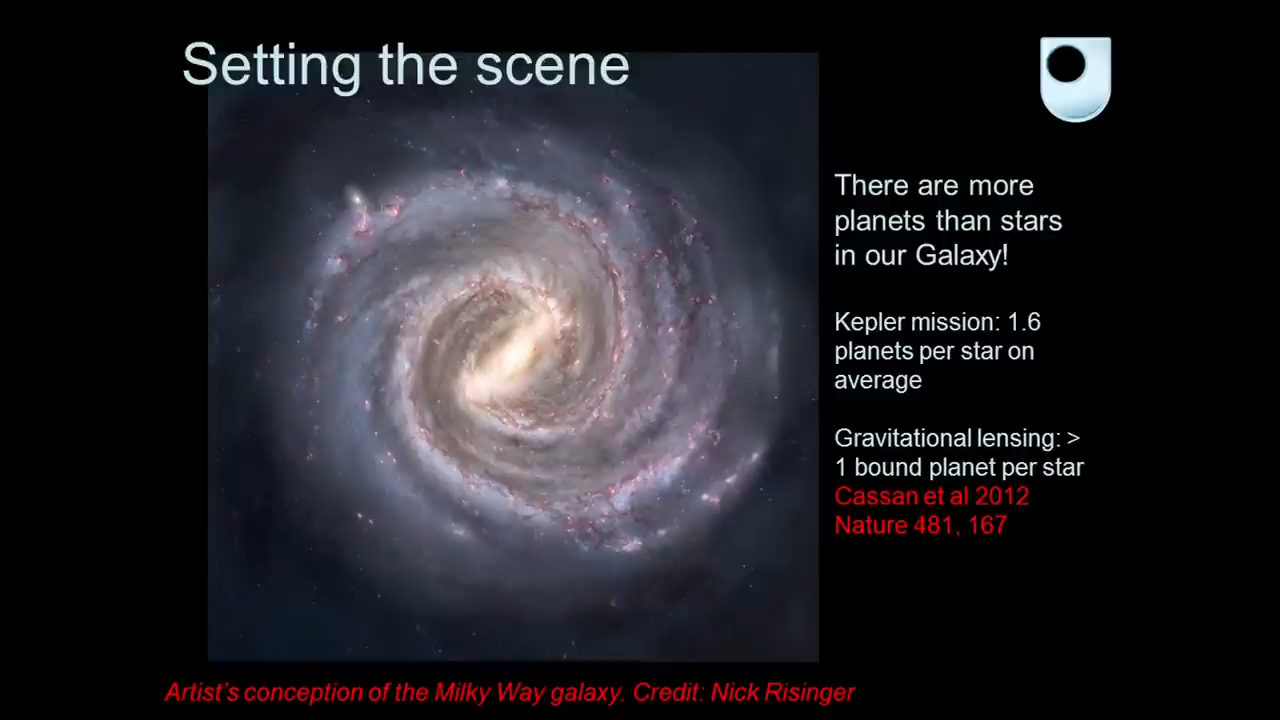 Setting the scene
There are more
planets than stars
in our Galaxy!
Kepler mission: 1.6
planets per star on
average
Gravitational lensing: >
1 bound planet per star
Cassan et al 2012
Nature 481, 167
Artist's conception of the Milky Way galaxy. Credit: Nick Risinger